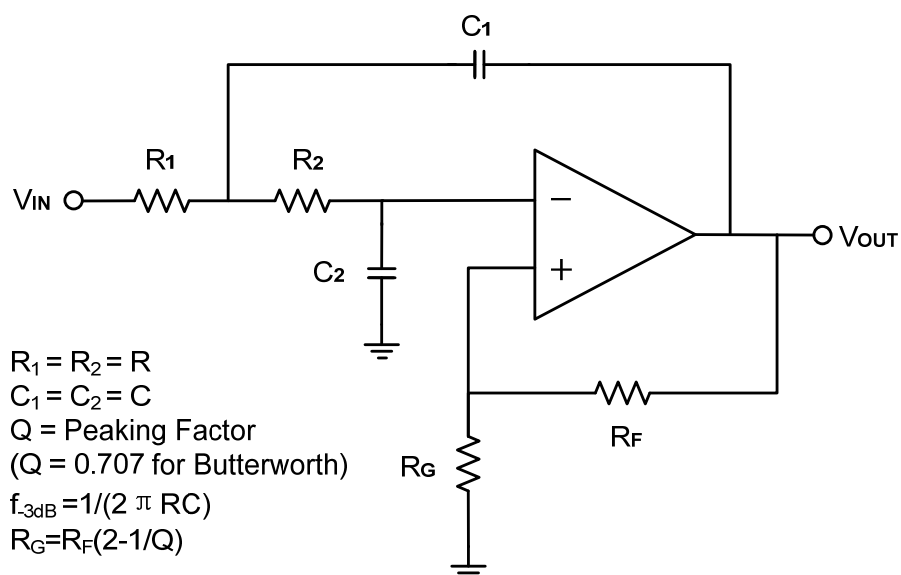 C1
R1
R2
VIN
−
VOUT
+
C2
R1 = R2 = R
C1 = C2 = C
Q = Peaking Factor
RF
(Q = 0.707 for Butterworth)
RG
f-3dB =1/(2 π RC)
RG=RF(2-1/Q)